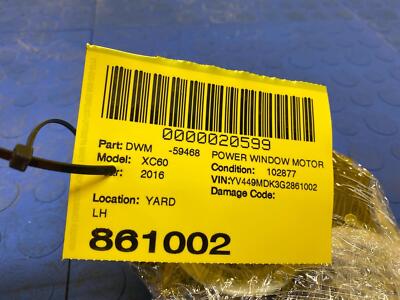 0000020599
Part: DWM -59468 POWER WINDOW MOTOR
Model: XC60 Condition: 102877
ar: 2016 VIN:YV449MDK3G2861002
Damage Code:
Location: YARD
LH
861002